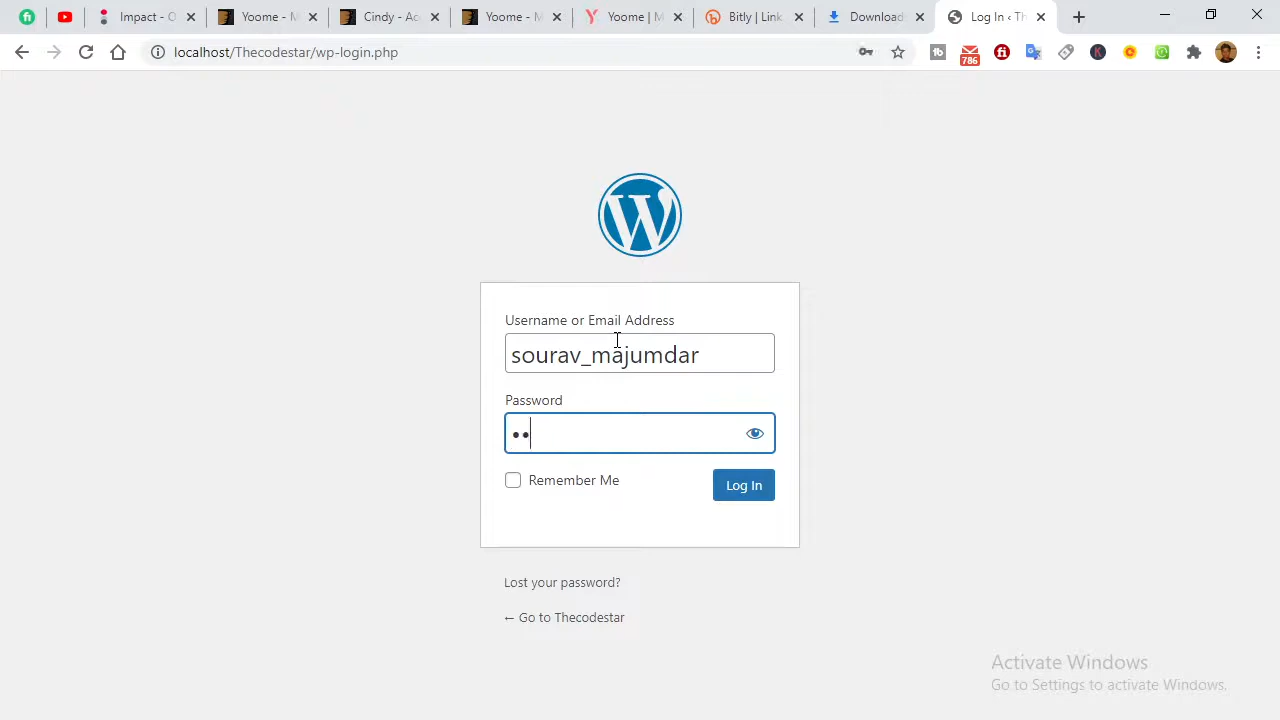 Impact - O
Yoome - M
Cindy - Ac
Yoome - M
Yoome | M
Bitly | Link
Download
Log In ‹ Th
localhost/Thecodestar/wp-login.php
786
Username or Email Address
sourav_majumdar
Password
Remember Me
Log In
Lost your password?
← Go to Thecodestar
Activate Windows
Go to Settings to activate Windows.